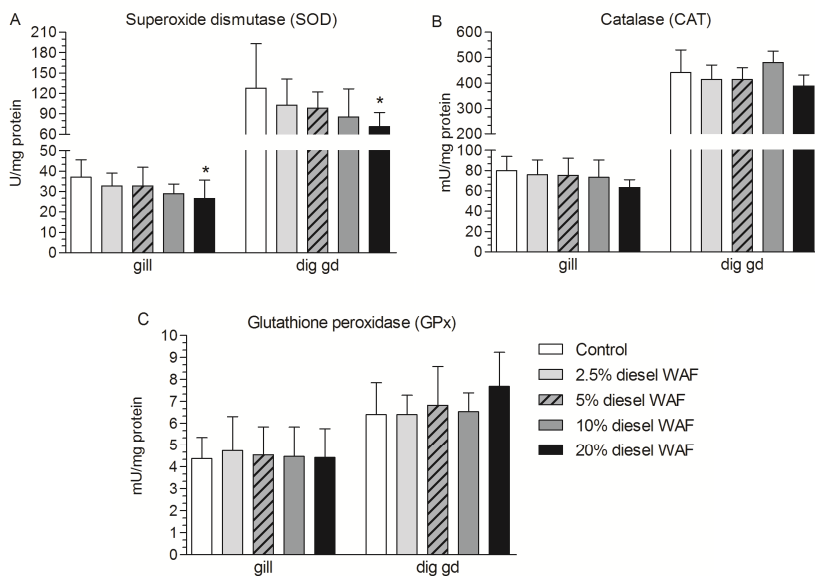 A
Superoxide dismutase (SOD)
U/mg protein
210
180
150
120
90
60
50
40
30
20
10
0
*
*
gill
dig gd
B
Catalase (CAT)
mU/mg protein
600
500
400
300
200
100
80
60
40
20
0
gill
dig gd
C
Glutathione peroxidase (GPx)
mU/mg protein
10
9
8
7
6
5
4
3
2
1
0
gill
dig gd
Control
2.5% diesel WAF
5% diesel WAF
10% diesel WAF
20% diesel WAF